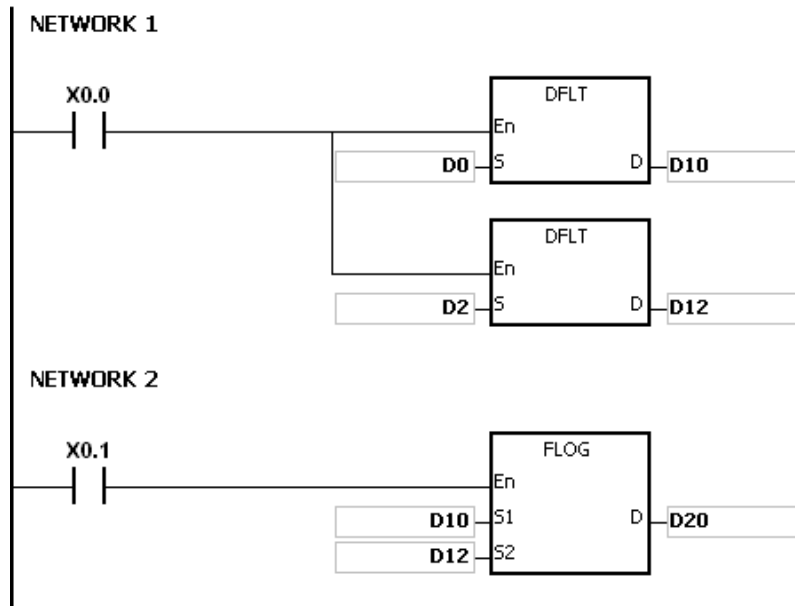 NETWORK 1
X0.0
DFLT
En
D0 S D D10
DFLT
En
D2 S D D12
NETWORK 2
X0.1
FLOG
En
D10 S1 D D20
D12 S2